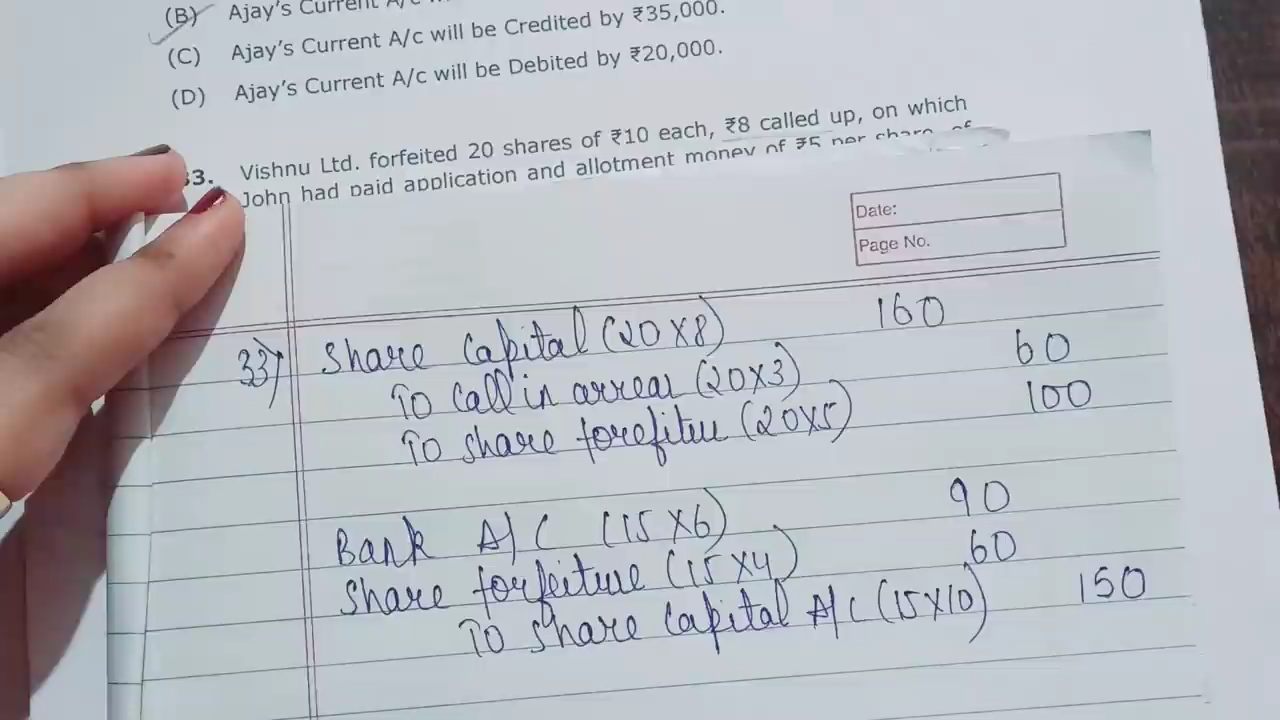 (B) Ajay's Current A/c
(C) Ajay's Current A/c will be Credited by ₹35,000.
(D) Ajay's Current A/c will be Debited by ₹20,000.
33. Vishnu Ltd. forfeited 20 shares of ₹10 each, ₹8 called up, on which
John had paid application and allotment money of ₹5 per share, of
Date:
Page No.
33) Share Capital (20X8) 160
To Call in arrear (20X3) 60
To share forefiteu (20X5) 100
Bank A/C (15X6) 90
Share forfeiture (15X4) 60
To Share Capital A/C (15X10) 150